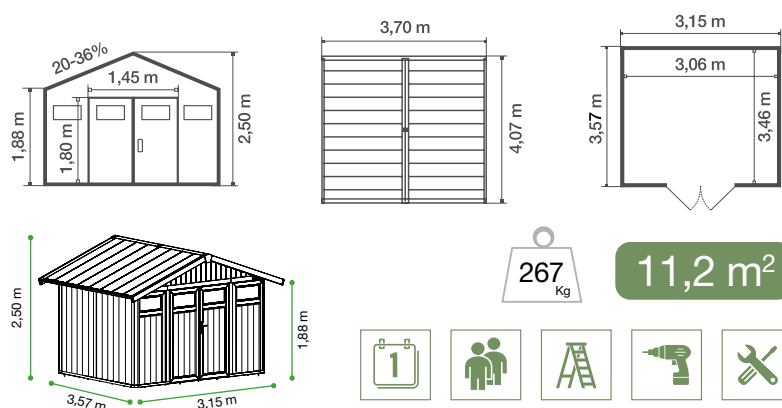 20-36%
1,45 m
1,88 m
1,80 m
2,50 m
3,70 m
4,07 m
3,15 m
3,06 m
3,57 m
3,46 m
2,50 m
1,88 m
3,57 m
3,15 m
267
Kg
11,2 m²
1